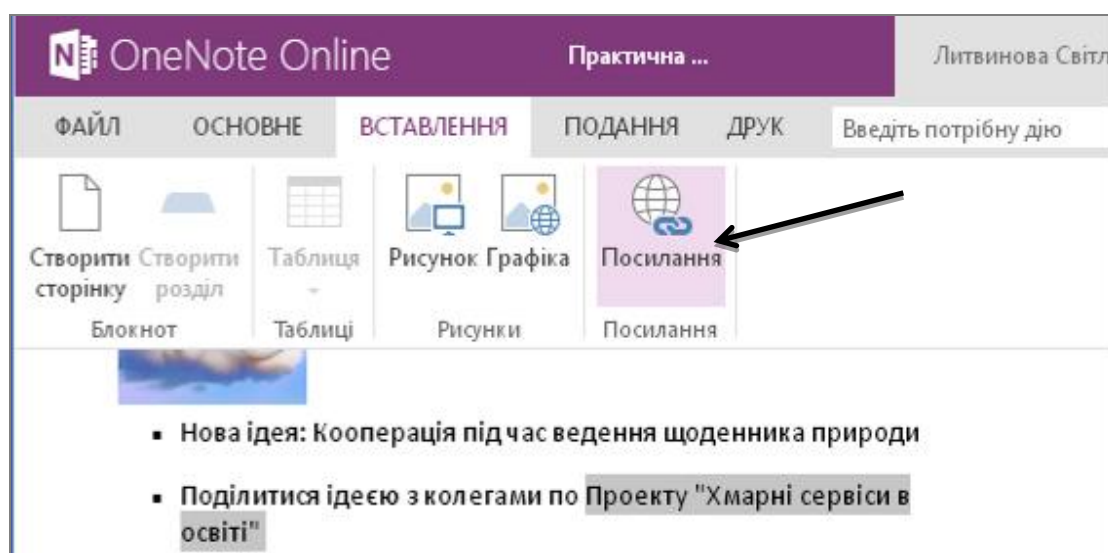 OneNote Online Практична ... Литвинова Світл
ФАЙЛ ОСНОВНЕ ВСТАВЛЕННЯ ПОДАННЯ ДРУК Введіть потрібну дію
Створити Створити Таблиця Рисунок Графіка Посилання
сторінку розділ
Блокнот Таблиці Рисунки Посилання
▪ Нова ідея: Кооперація під час ведення щоденника природи
▪ Поділитися ідеєю з колегами по Проекту "Хмарні сервіси в
освіті"